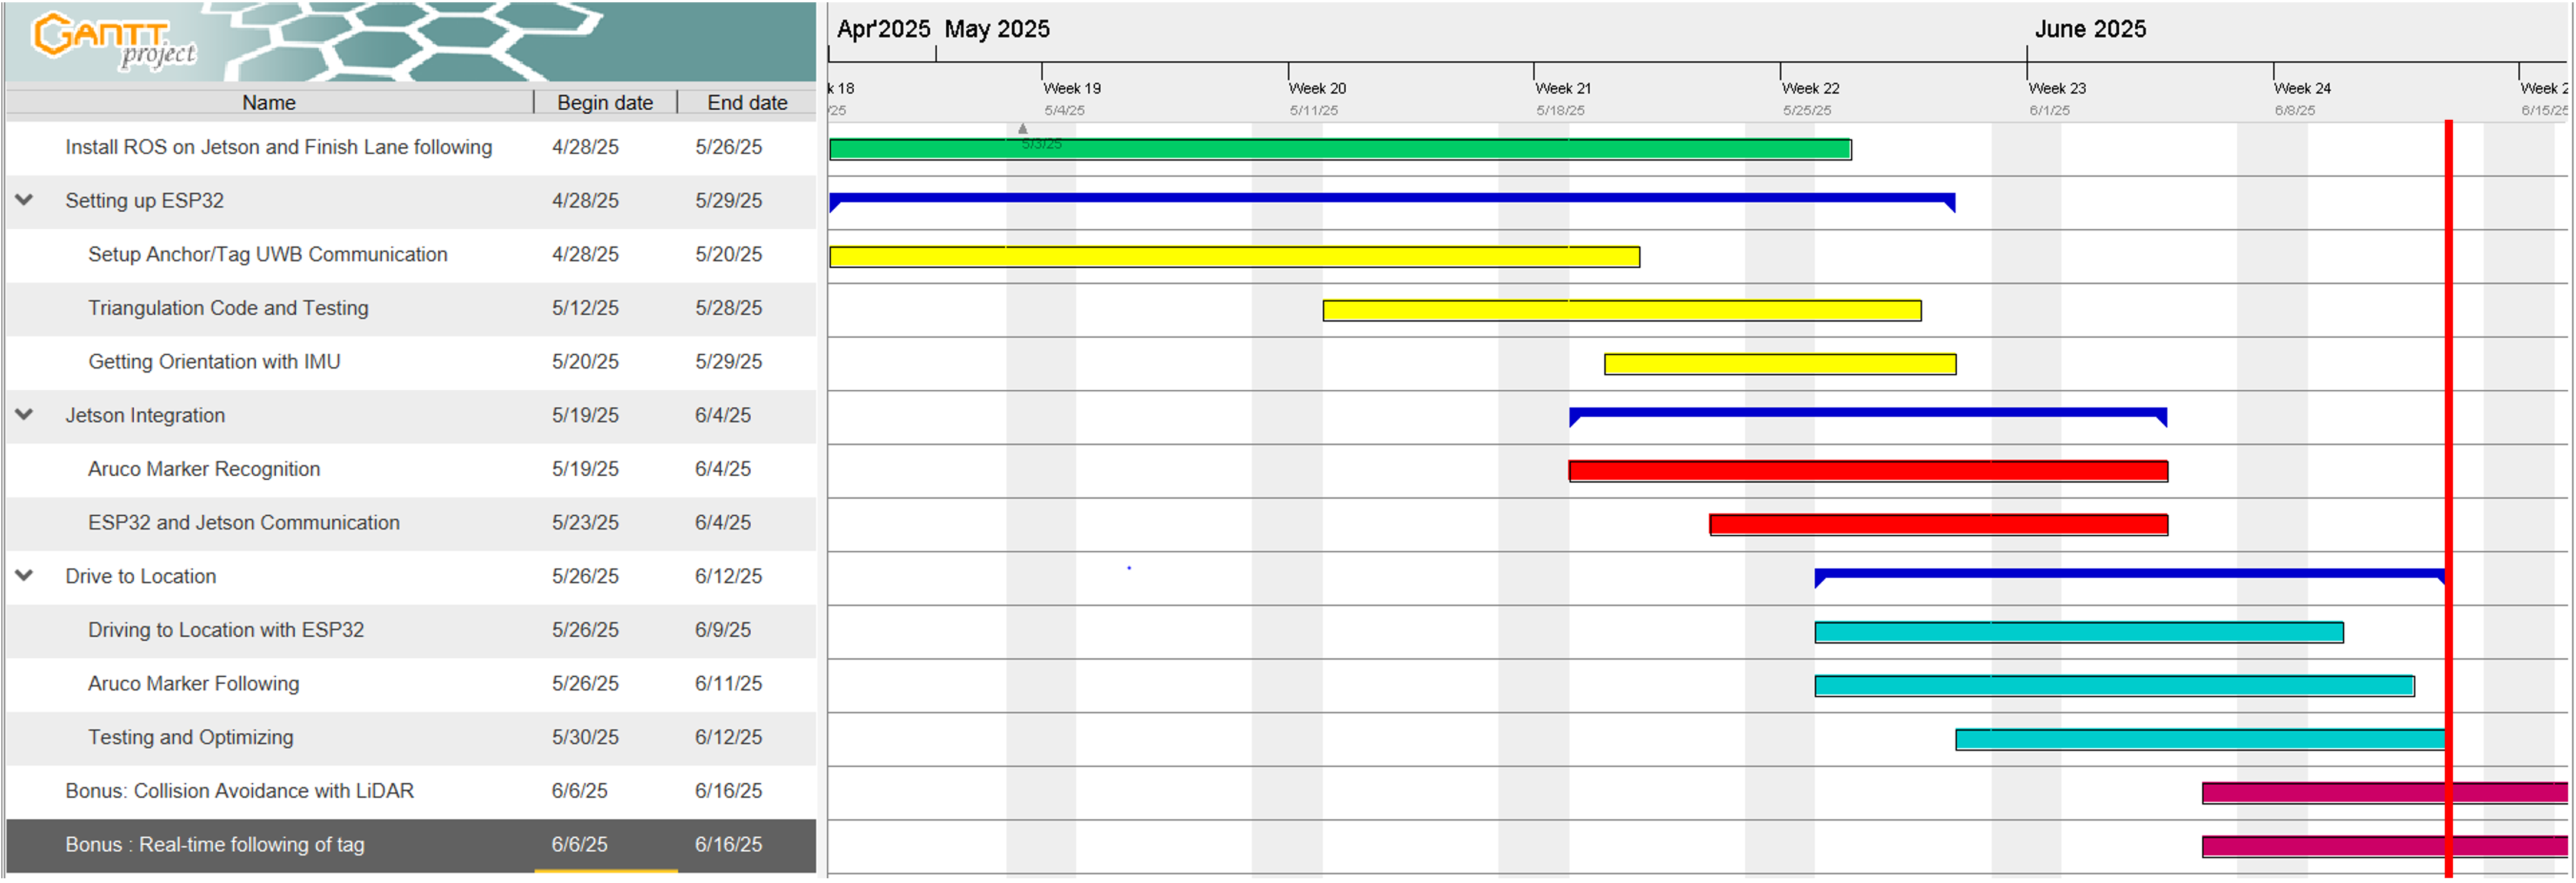 GANTT
project
Apr'2025 May 2025 June 2025
k 18 Week 19 Week 20 Week 21 Week 22 Week 23 Week 24 Week 2
/25 5/4/25 5/11/25 5/18/25 5/25/25 6/1/25 6/8/25 6/15/25
Name Begin date End date
5/3/25
Install ROS on Jetson and Finish Lane following 4/28/25 5/26/25
Setting up ESP32 4/28/25 5/29/25
Setup Anchor/Tag UWB Communication 4/28/25 5/20/25
Triangulation Code and Testing 5/12/25 5/28/25
Getting Orientation with IMU 5/20/25 5/29/25
Jetson Integration 5/19/25 6/4/25
Aruco Marker Recognition 5/19/25 6/4/25
ESP32 and Jetson Communication 5/23/25 6/4/25
Drive to Location 5/26/25 6/12/25
Driving to Location with ESP32 5/26/25 6/9/25
Aruco Marker Following 5/26/25 6/11/25
Testing and Optimizing 5/30/25 6/12/25
Bonus: Collision Avoidance with LiDAR 6/6/25 6/16/25
Bonus : Real-time following of tag 6/6/25 6/16/25